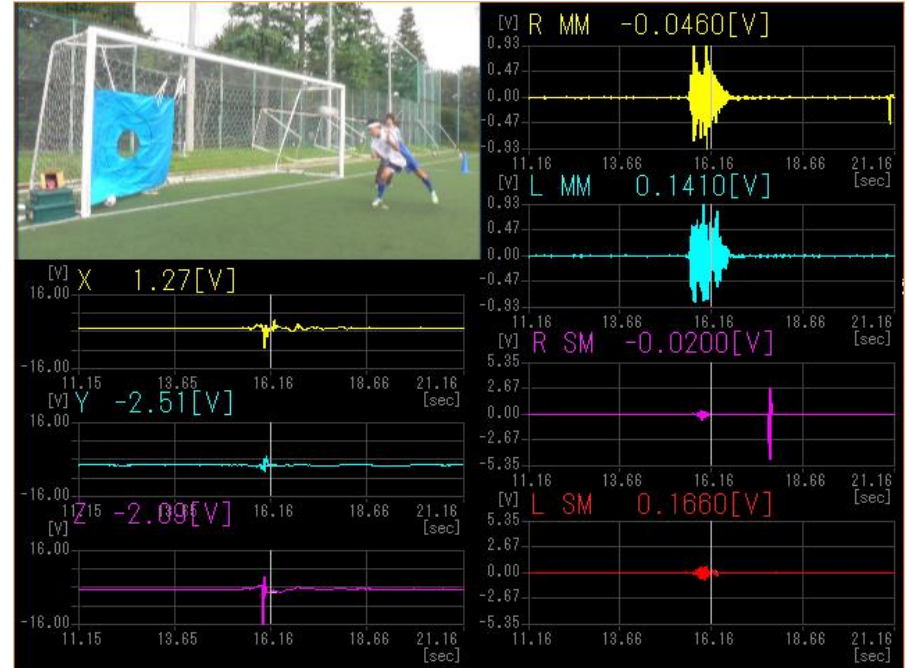 [V] X 1.27[V]
16.00
-16.00
11.15 13.65 16.16 18.66 21.16
[sec]
[V] Y -2.51[V]
16.00
-16.00
11.15 16.16 18.66 21.16
[sec]
[V] Z -2.09[V]
16.00
-16.00
11.15 13.65 16.16 18.66 21.16
[sec]
[V] R MM -0.0460[V]
0.93
0.47
0.00
-0.47
-0.93
11.16 13.66 16.16 18.66 21.16
[sec]
[V] L MM 0.1410[V]
0.93
0.47
0.00
-0.47
-0.93
11.16 13.66 16.16 18.66 21.16
[sec]
[V] R SM -0.0200[V]
5.35
2.67
0.00
-2.67
-5.35
11.16 13.66 16.16 18.66 21.16
[sec]
[V] L SM 0.1660[V]
5.35
2.67
0.00
-2.67
-5.35
11.16 13.66 16.16 18.66 21.16
[sec]